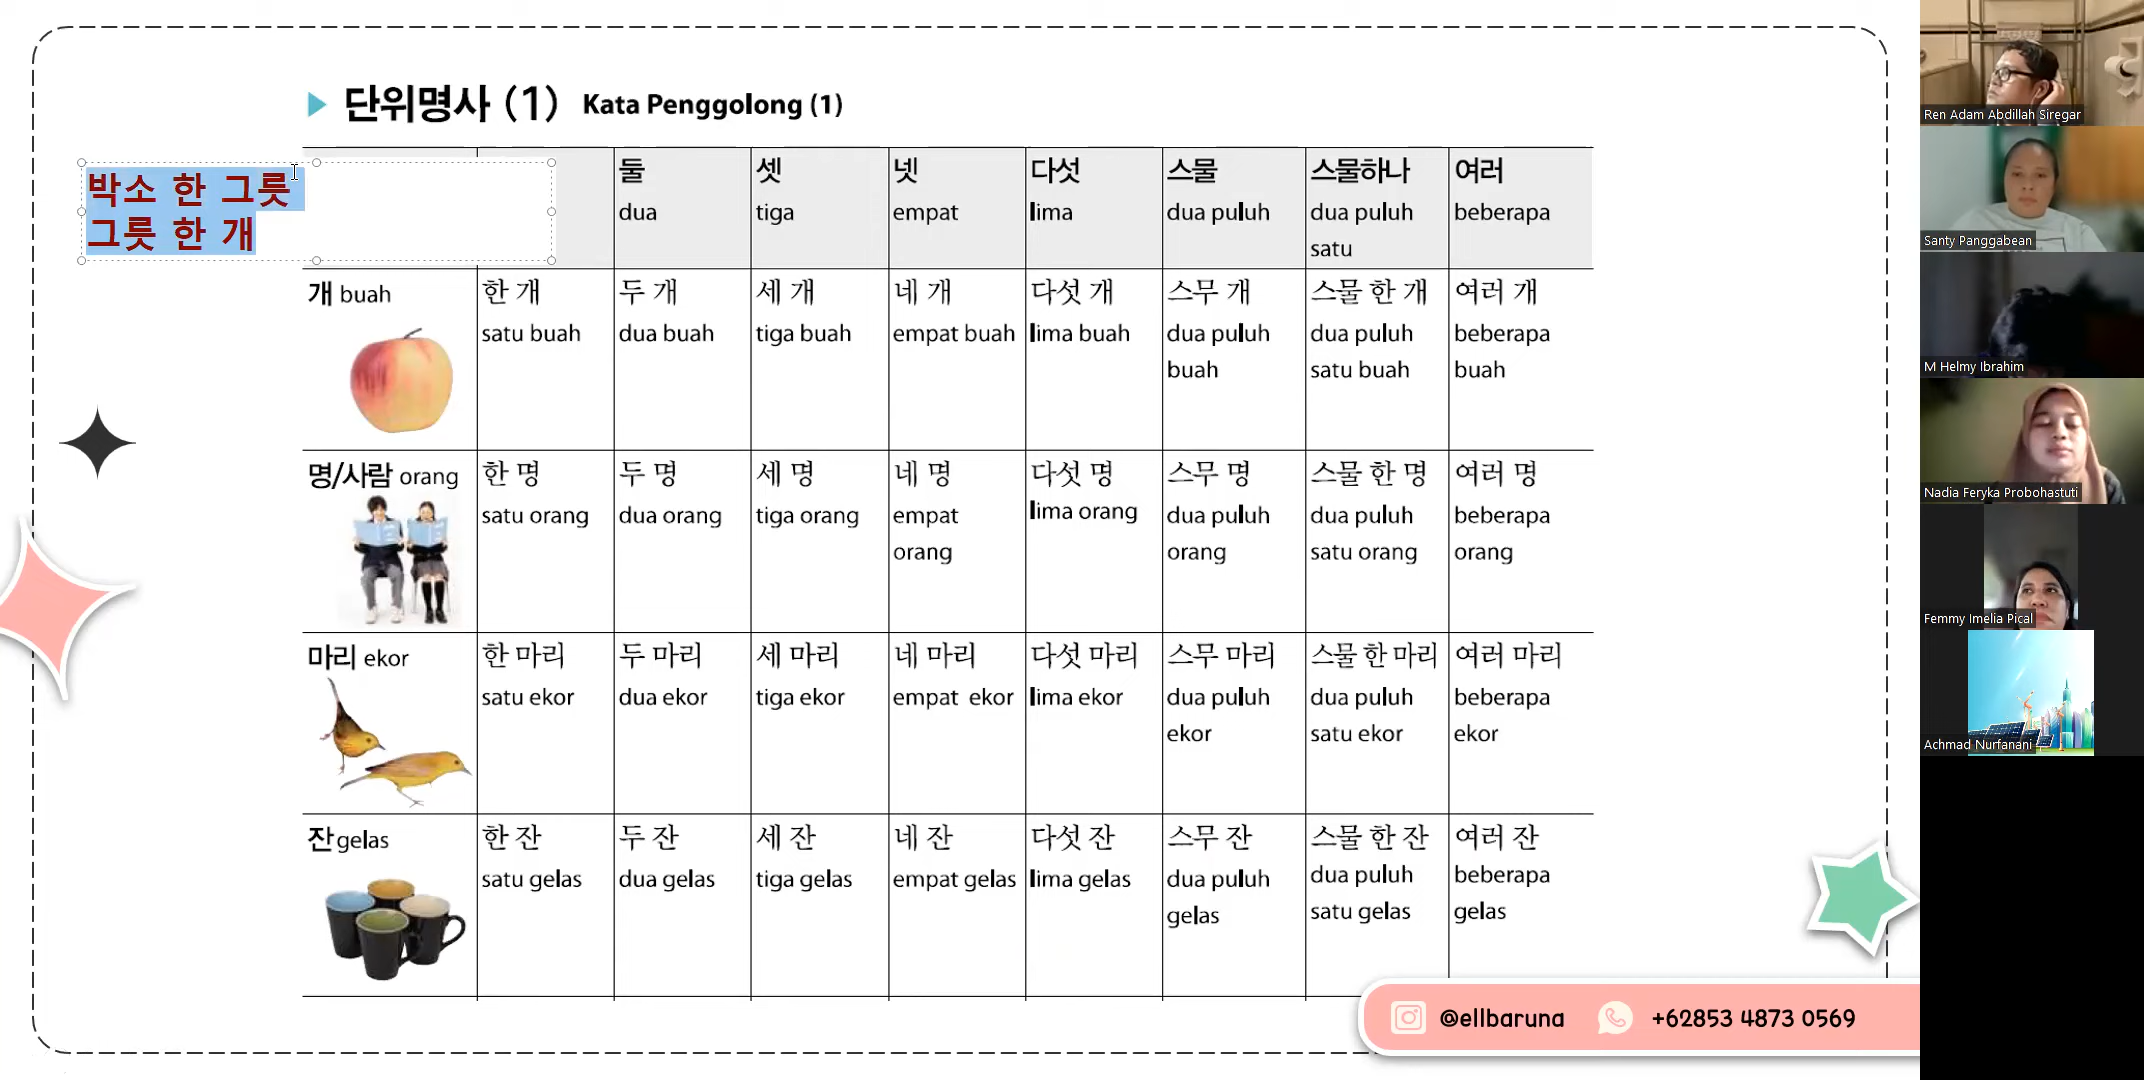 ▶ 단위명사 (1) Kata Penggolong (1)
박소 한 그릇
그릇 한 개
둘 셋 넷 다섯 스물 스물하나 여러
dua tiga empat lima dua puluh dua puluh beberapa
satu
개 buah 한 개 두 개 세 개 네 개 다섯 개 스무 개 스물 한 개 여러 개
satu buah dua buah tiga buah empat buah lima buah dua puluh dua puluh beberapa
buah satu buah buah
명/사람 orang 한 명 두 명 세 명 네 명 다섯 명 스무 명 스물 한 명 여러 명
satu orang dua orang tiga orang empat lima orang dua puluh dua puluh beberapa
orang orang satu orang orang
마리 ekor 한 마리 두 마리 세 마리 네 마리 다섯 마리 스무 마리 스물 한 마리 여러 마리
satu ekor dua ekor tiga ekor empat ekor lima ekor dua puluh dua puluh beberapa
ekor satu ekor ekor
잔 gelas 한 잔 두 잔 세 잔 네 잔 다섯 잔 스무 잔 스물 한 잔 여러 잔
satu gelas dua gelas tiga gelas empat gelas lima gelas dua puluh dua puluh beberapa
gelas satu gelas gelas
@ellbaruna +62853 4873 0569
Ren Adam Abdillah Siregar
Santy Panggabean
M Helmy Ibrahim
Nadia Feryka Probohastuti
Femmy Imelia Pical
Achmad Nurfanani